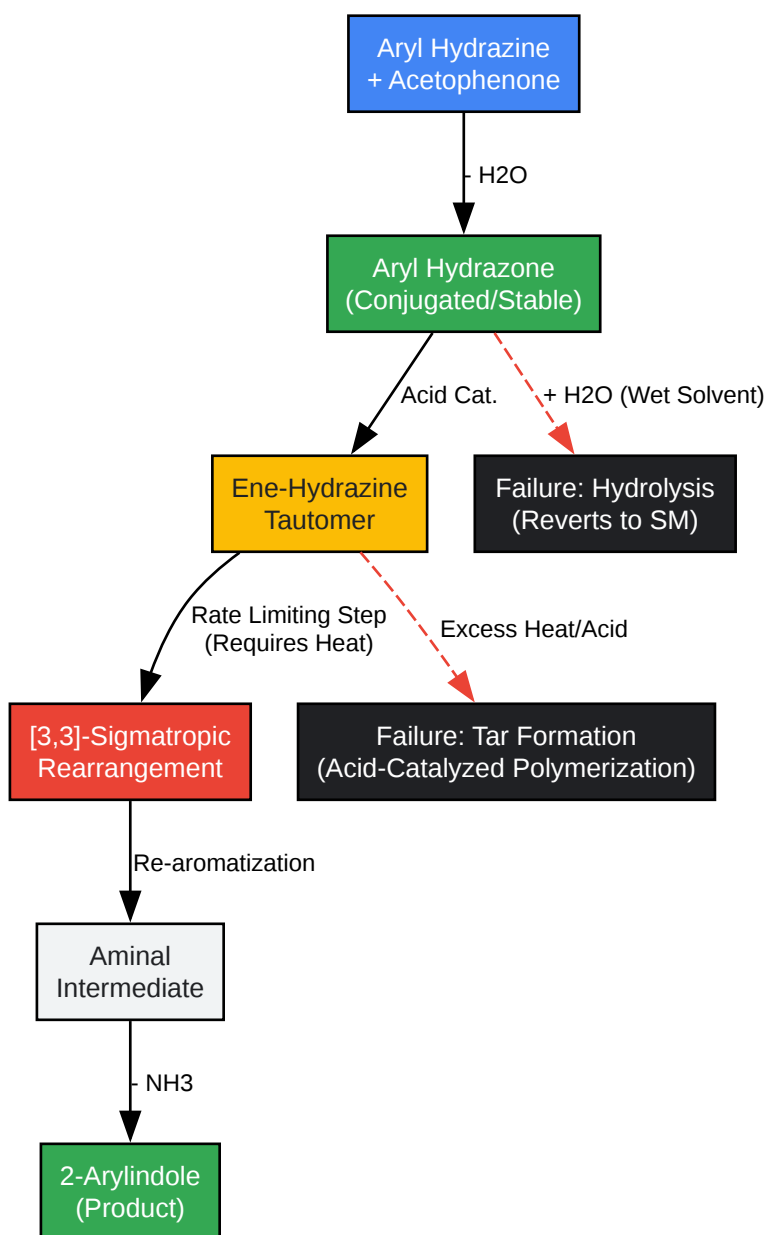 Aryl Hydrazine
+ Acetophenone
- H2O
Aryl Hydrazone
(Conjugated/Stable)
Acid Cat.
+ H2O (Wet Solvent)
Ene-Hydrazine
Tautomer
Failure: Hydrolysis
(Reverts to SM)
Rate Limiting Step
(Requires Heat)
Excess Heat/Acid
[3,3]-Sigmatropic
Rearrangement
Failure: Tar Formation
(Acid-Catalyzed Polymerization)
Re-aromatization
Aminal
Intermediate
- NH3
2-Arylindole
(Product)